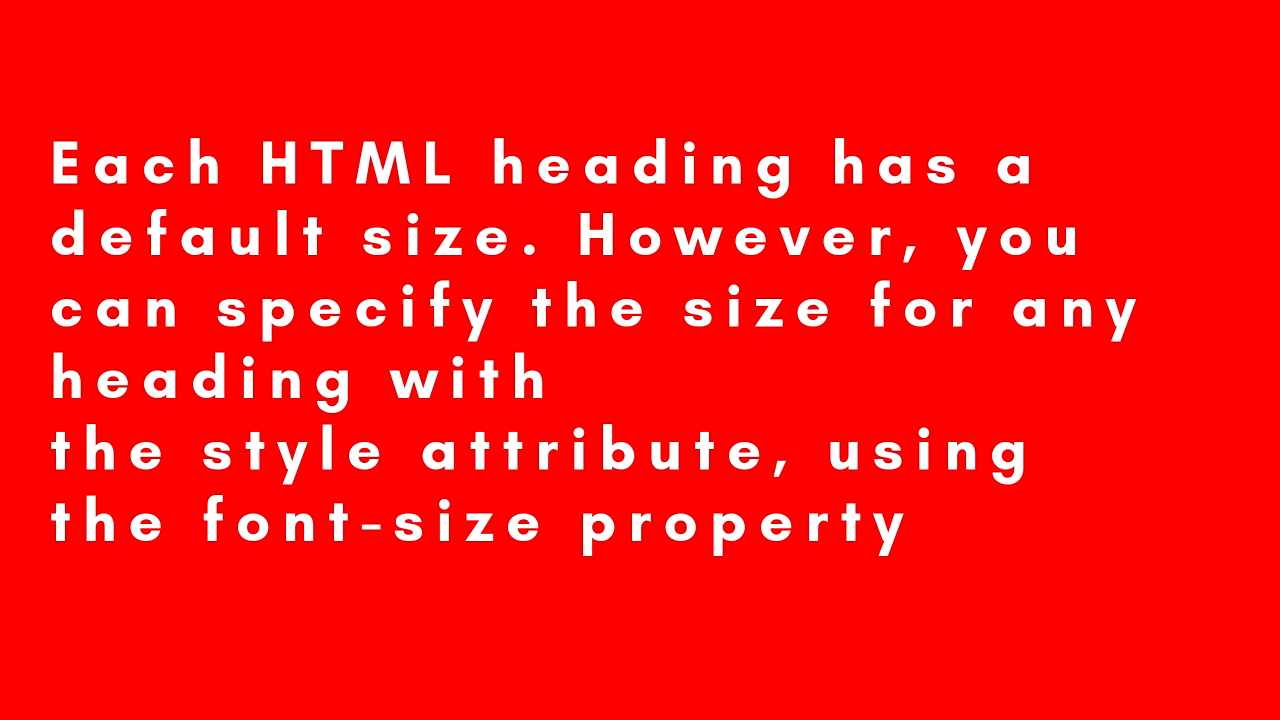 Each HTML heading has a
default size. However, you
can specify the size for any
heading with
the style attribute, using
the font-size property